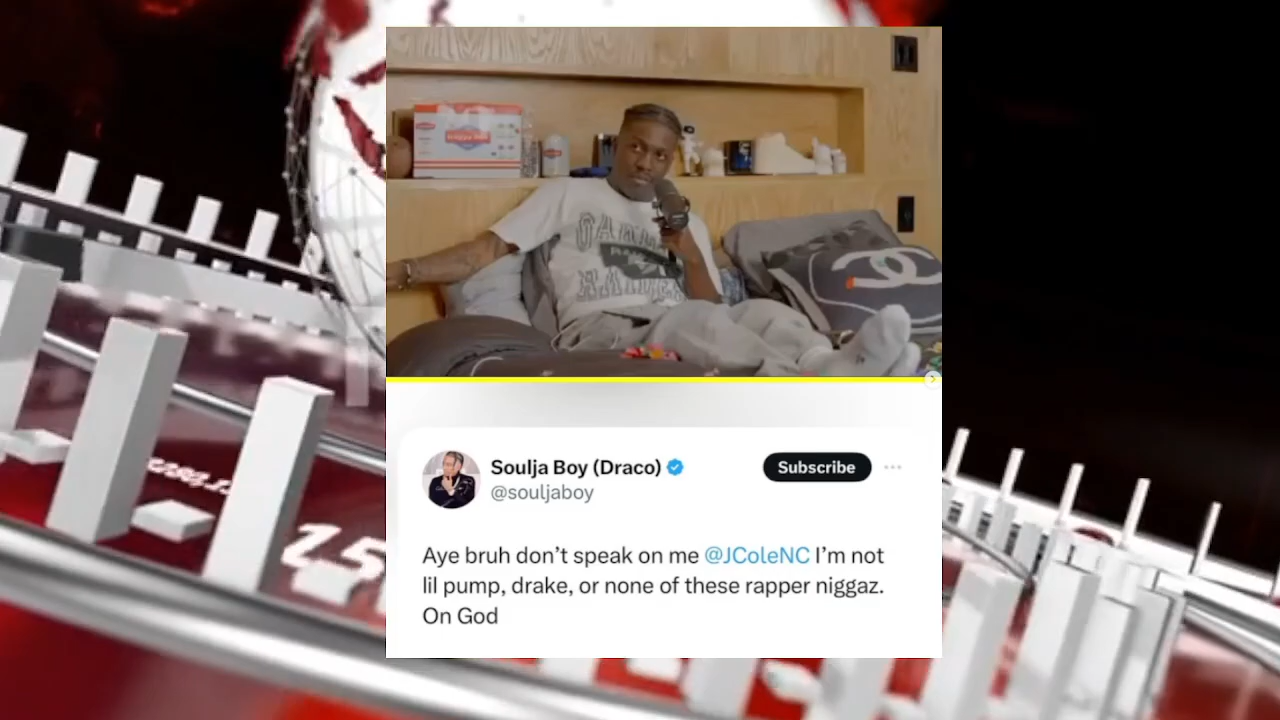 Soulja Boy (Draco)
Subscribe
@souljaboy
Aye bruh don’t speak on me @JColeNC I’m not
lil pump, drake, or none of these rapper niggaz.
On God